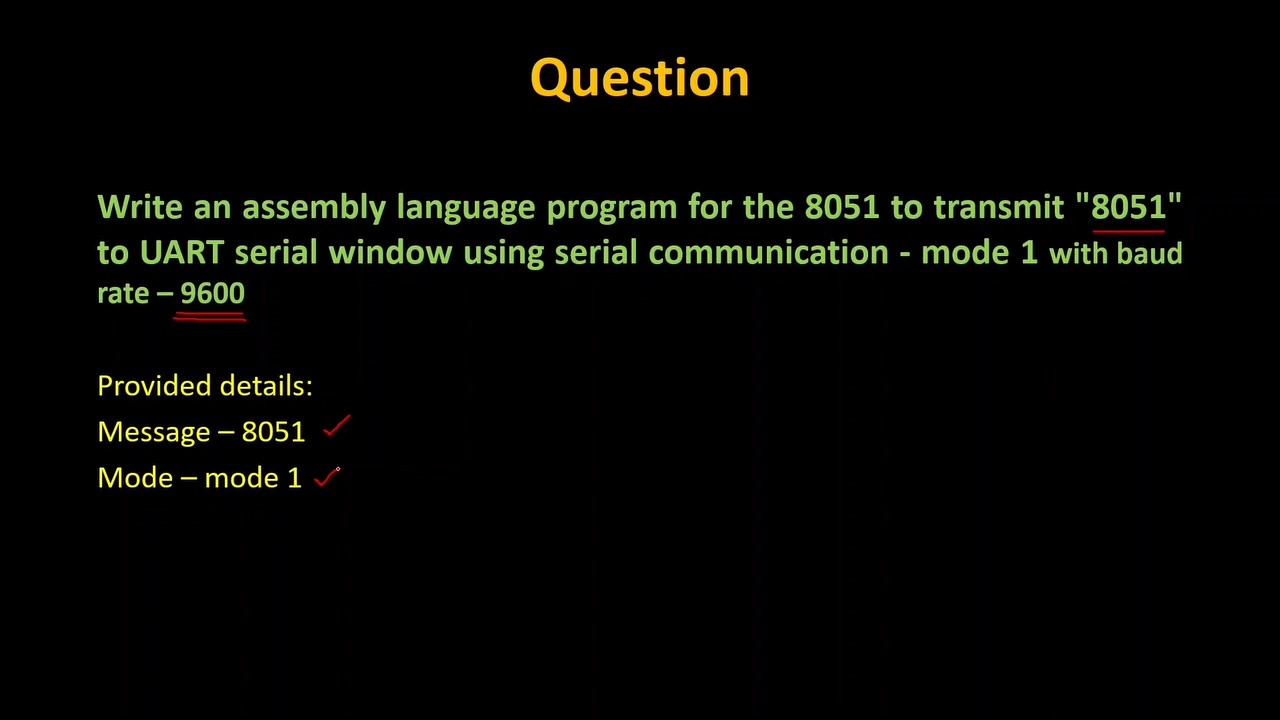 Question
Write an assembly language program for the 8051 to transmit "8051"
to UART serial window using serial communication - mode 1 with baud
rate – 9600
Provided details:
Message – 8051
Mode – mode 1